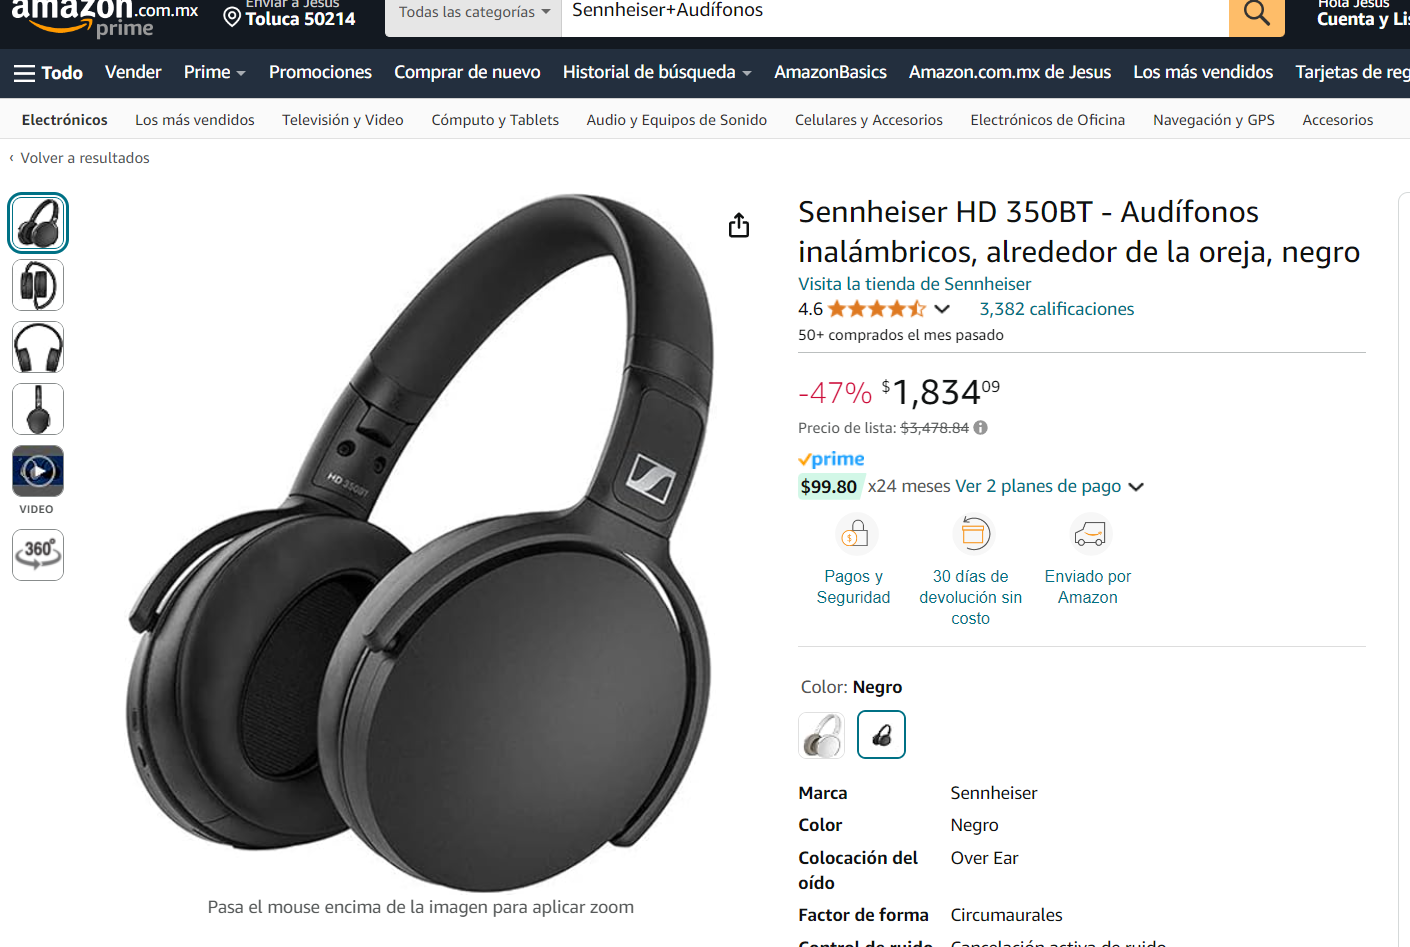 amazon.com.mx
prime
Enviar a Jesus
Toluca 50214
Todas las categorías
Sennheiser+Audífonos
Hola Jesus
Cuenta y Lis
Todo
Vender
Prime
Promociones
Comprar de nuevo
Historial de búsqueda
AmazonBasics
Amazon.com.mx de Jesus
Los más vendidos
Tarjetas de reg
Electrónicos
Los más vendidos
Televisión y Video
Cómputo y Tablets
Audio y Equipos de Sonido
Celulares y Accesorios
Electrónicos de Oficina
Navegación y GPS
Accesorios
‹ Volver a resultados
VIDEO
360°
HD 350BT
Pasa el mouse encima de la imagen para aplicar zoom
Sennheiser HD 350BT - Audífonos
inalámbricos, alrededor de la oreja, negro
Visita la tienda de Sennheiser
4.6
3,382 calificaciones
50+ comprados el mes pasado
-47% $1,834.09
Precio de lista: $3,478.84
prime
$99.80 x24 meses Ver 2 planes de pago
Pagos y
Seguridad
30 días de
devolución sin
costo
Enviado por
Amazon
Color: Negro
Marca Sennheiser
Color Negro
Colocación del Over Ear
oído
Factor de forma Circumaurales
Control de ruido Cancelación activa de ruido